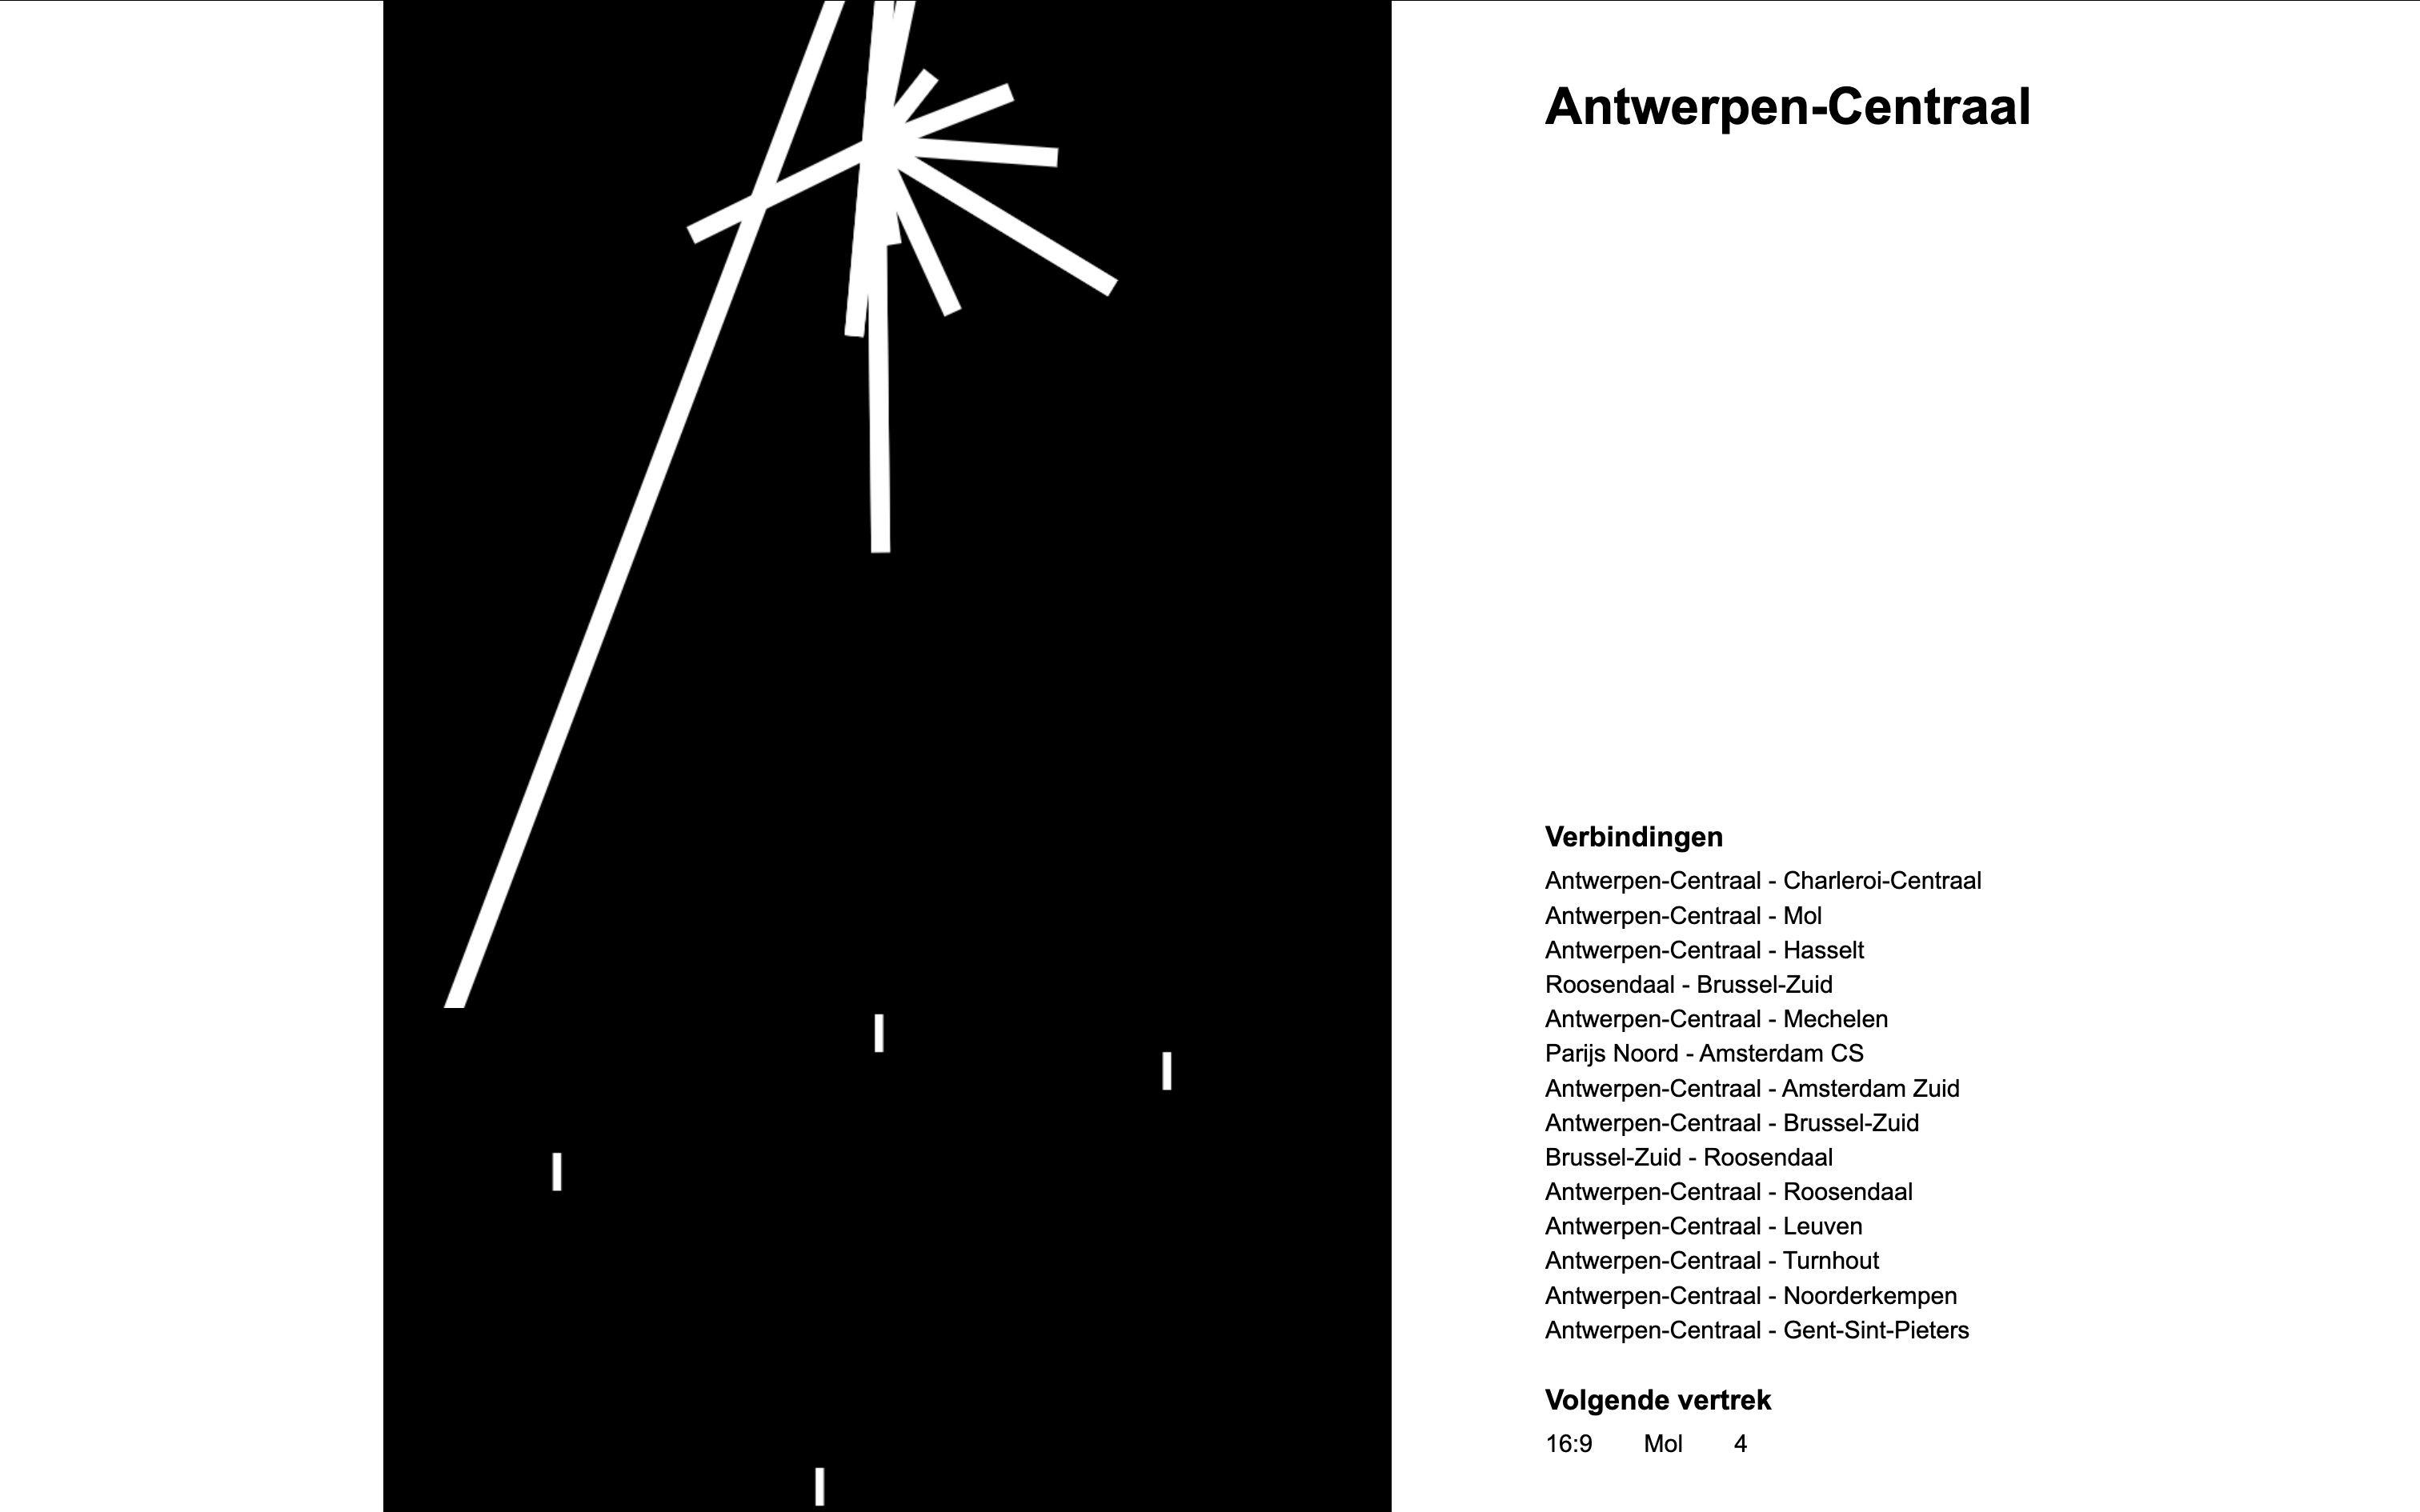 Antwerpen-Centraal
Verbindingen
Antwerpen-Centraal - Charleroi-Centraal
Antwerpen-Centraal - Mol
Antwerpen-Centraal - Hasselt
Roosendaal - Brussel-Zuid
Antwerpen-Centraal - Mechelen
Parijs Noord - Amsterdam CS
Antwerpen-Centraal - Amsterdam Zuid
Antwerpen-Centraal - Brussel-Zuid
Brussel-Zuid - Roosendaal
Antwerpen-Centraal - Roosendaal
Antwerpen-Centraal - Leuven
Antwerpen-Centraal - Turnhout
Antwerpen-Centraal - Noorderkempen
Antwerpen-Centraal - Gent-Sint-Pieters
Volgende vertrek
16:9 Mol 4